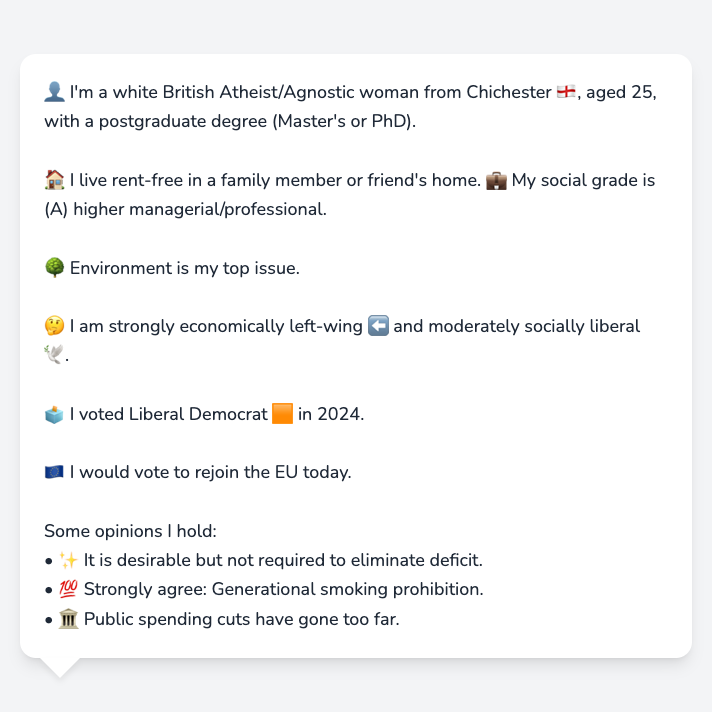 👤 I'm a white British Atheist/Agnostic woman from Chichester 🏴󠁧󠁢󠁥󠁮󠁧󠁿, aged 25,
with a postgraduate degree (Master's or PhD).
🏠 I live rent-free in a family member or friend's home. 💼 My social grade is
(A) higher managerial/professional.
🌳 Environment is my top issue.
🤔 I am strongly economically left-wing ⬅️ and moderately socially liberal
🕊️.
🗳️ I voted Liberal Democrat 🟧 in 2024.
🇪🇺 I would vote to rejoin the EU today.
Some opinions I hold:
• ✨ It is desirable but not required to eliminate deficit.
• 💯 Strongly agree: Generational smoking prohibition.
• 🏛️ Public spending cuts have gone too far.